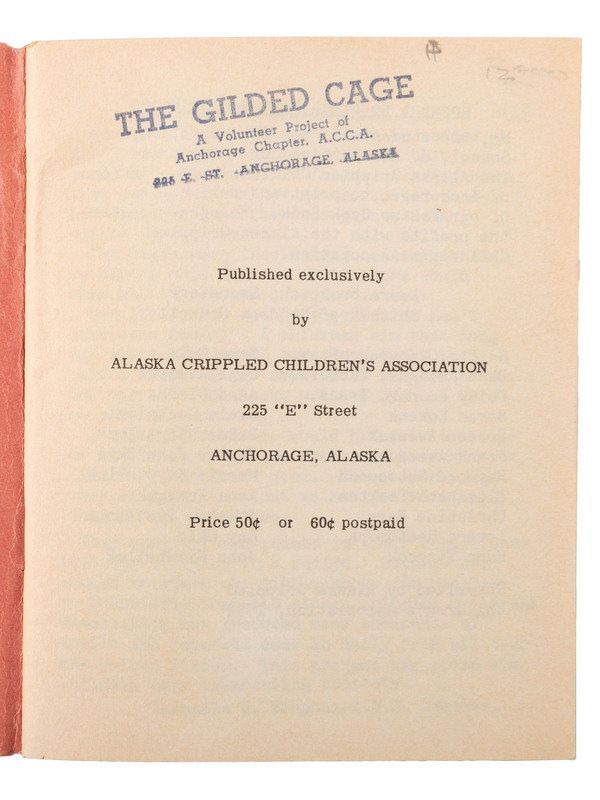 THE GILDED CAGE
A Volunteer Project of
Anchorage Chapter, A.C.C.A.
225 E. ST. ANCHORAGE, ALASKA
Published exclusively
by
ALASKA CRIPPLED CHILDREN'S ASSOCIATION
225 "E" Street
ANCHORAGE, ALASKA
Price 50¢ or 60¢ postpaid